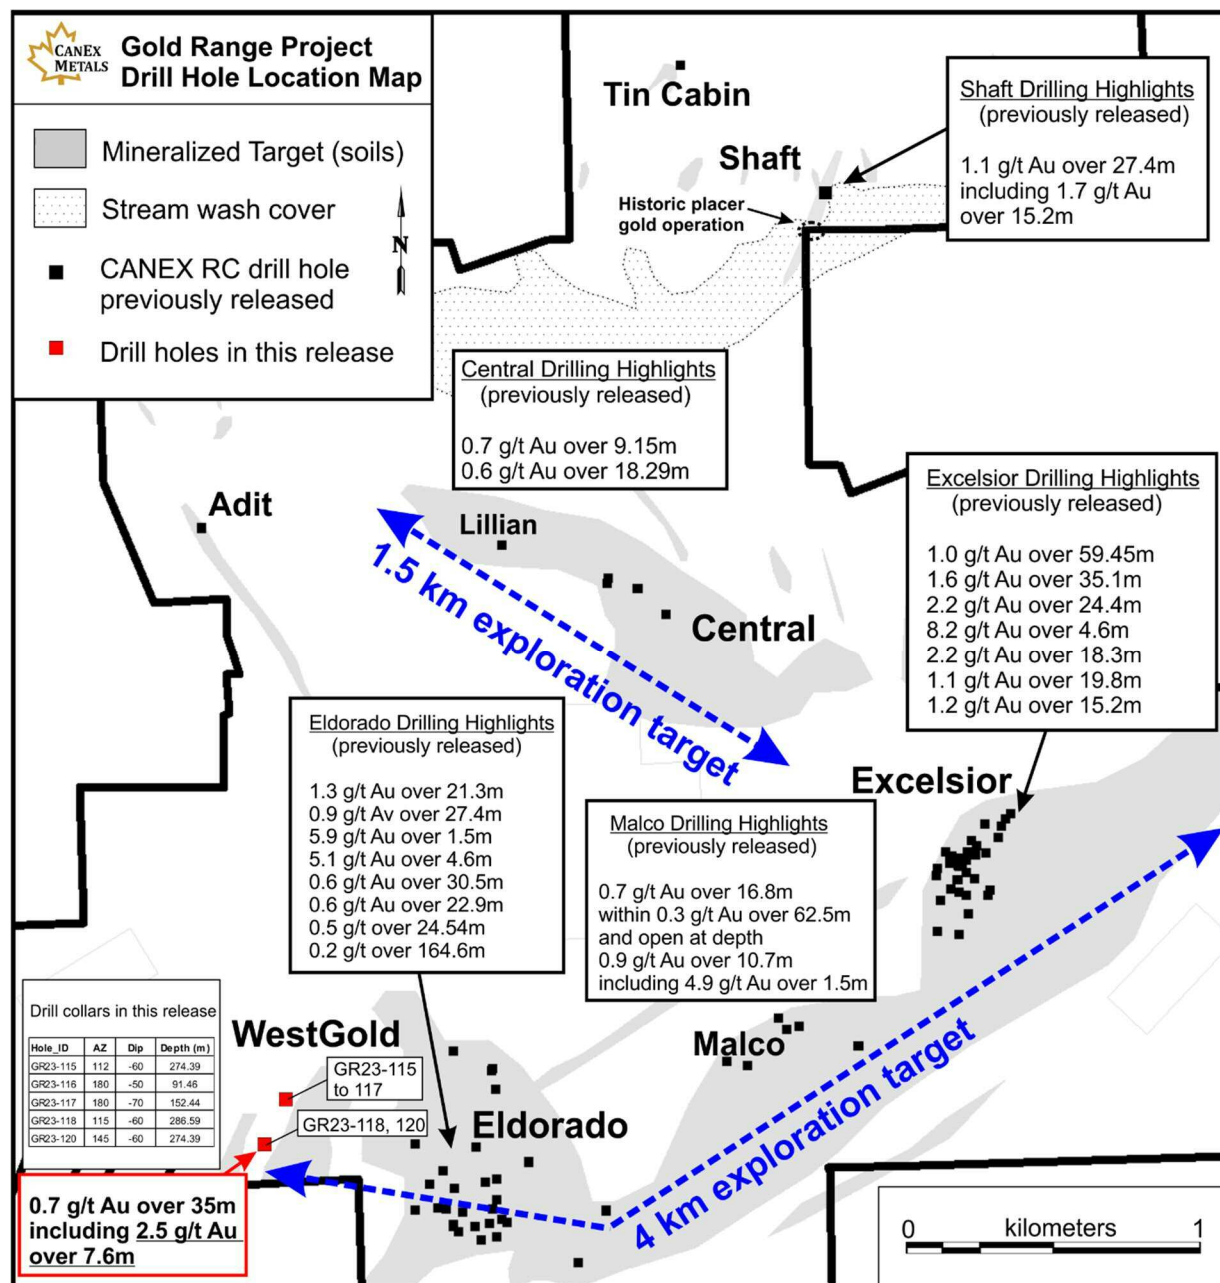 CANEX
METALS
Gold Range Project
Drill Hole Location Map
Mineralized Target (soils)
Stream wash cover
CANEX RC drill hole
previously released
Drill holes in this release
N
Tin Cabin
Shaft
Historic placer
gold operation
Shaft Drilling Highlights
(previously released)
1.1 g/t Au over 27.4m
including 1.7 g/t Au
over 15.2m
Central Drilling Highlights
(previously released)
0.7 g/t Au over 9.15m
0.6 g/t Au over 18.29m
Adit
Lillian
Central
1.5 km exploration target
Excelsior Drilling Highlights
(previously released)
1.0 g/t Au over 59.45m
1.6 g/t Au over 35.1m
2.2 g/t Au over 24.4m
8.2 g/t Au over 4.6m
2.2 g/t Au over 18.3m
1.1 g/t Au over 19.8m
1.2 g/t Au over 15.2m
Excelsior
Eldorado Drilling Highlights
(previously released)
1.3 g/t Au over 21.3m
0.9 g/t Av over 27.4m
5.9 g/t Au over 1.5m
5.1 g/t Au over 4.6m
0.6 g/t Au over 30.5m
0.6 g/t Au over 22.9m
0.5 g/t over 24.54m
0.2 g/t over 164.6m
Malco Drilling Highlights
(previously released)
0.7 g/t Au over 16.8m
within 0.3 g/t Au over 62.5m
and open at depth
0.9 g/t Au over 10.7m
including 4.9 g/t Au over 1.5m
Drill collars in this release
Hole_ID AZ Dip Depth (m)
GR23-115 112 -60 274.39
GR23-116 180 -50 91.46
GR23-117 180 -70 152.44
GR23-118 115 -60 286.59
GR23-120 145 -60 274.39
WestGold
GR23-115
to 117
GR23-118, 120
Eldorado
Malco
4 km exploration target
0.7 g/t Au over 35m
including 2.5 g/t Au
over 7.6m
0 kilometers 1